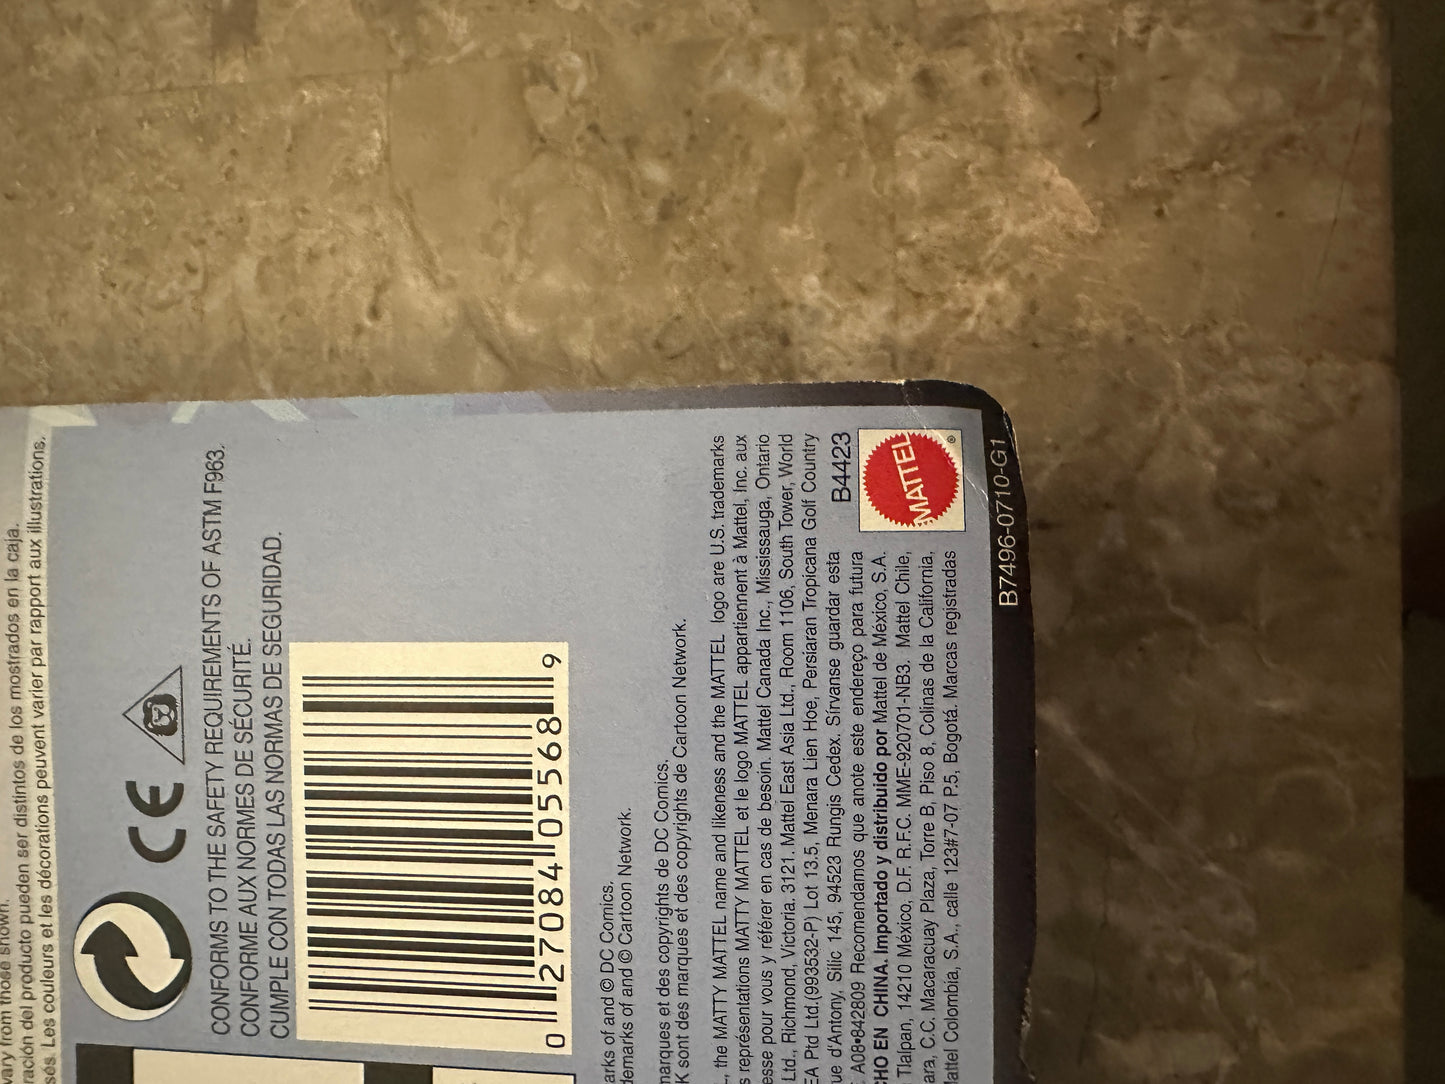 vary from those shown.
ración del producto pueden ser distintos de los mostrados en la caja.
sés. Les couleurs et les décorations peuvent varier par rapport aux illustrations.
CE
CONFORMS TO THE SAFETY REQUIREMENTS OF ASTM F963.
CONFORME AUX NORMES DE SÉCURITÉ.
CUMPLE CON TODAS LAS NORMAS DE SEGURIDAD.
0 27084 05568 9
arks of and © DC Comics.
demarks of and © Cartoon Network.
marques et des copyrights de DC Comics.
K sont des marques et des copyrights de Cartoon Network.
., the MATTY MATTEL name and likeness and the MATTEL logo are U.S. trademarks
s représentations MATTY MATTEL et le logo MATTEL appartiennent à Mattel, Inc. aux
esse pour vous y référer en cas de besoin. Mattel Canada Inc., Mississauga, Ontario
Ltd., Richmond, Victoria. 3121. Mattel East Asia Ltd., Room 1106, South Tower, World
EA Ptd Ltd.(993532-P) Lot 13.5, Menara Lien Hoe, Persiaran Tropicana Golf Country
ue d'Antony, Silic 145, 94523 Rungis Cedex. Sírvanse guardar esta
A08•842809 Recomendamos que anote este endereço para futura
CHO EN CHINA. Importado y distribuido por Mattel de México, S.A.
Tlalpan, 14210 México, D.F. R.F.C. MME-920701-NB3. Mattel Chile,
ara, C.C. Macaracuay Plaza, Torre B, Piso 8, Colinas de la California,
Mattel Colombia, S.A., calle 123#7-07 P.5, Bogotá. Marcas registradas
B4423
MATTEL
®
B7496-0710-G1